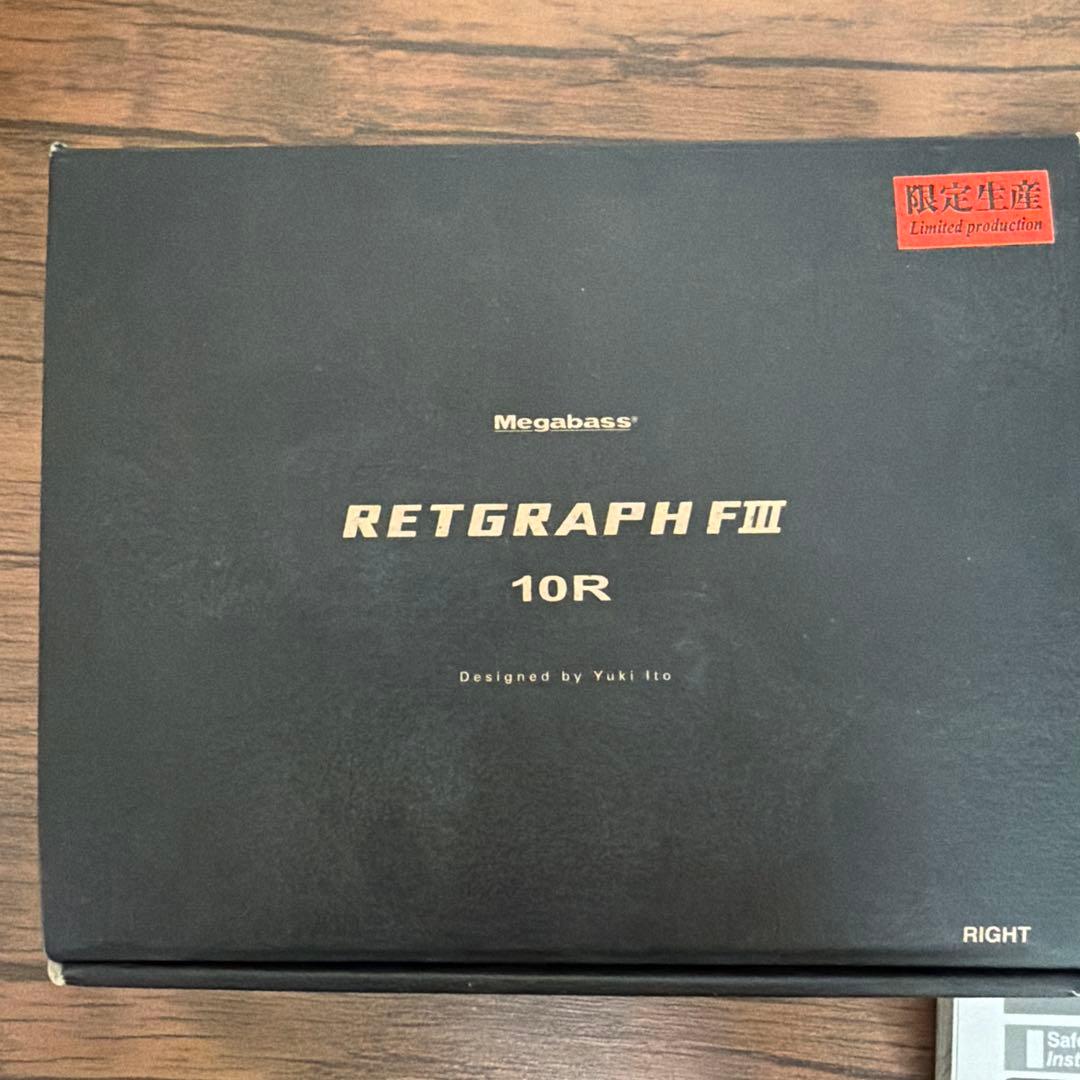 限定生産
Limited production
Megabass®
RETGRAPH FIII
10R
Designed by Yuki Ito
RIGHT